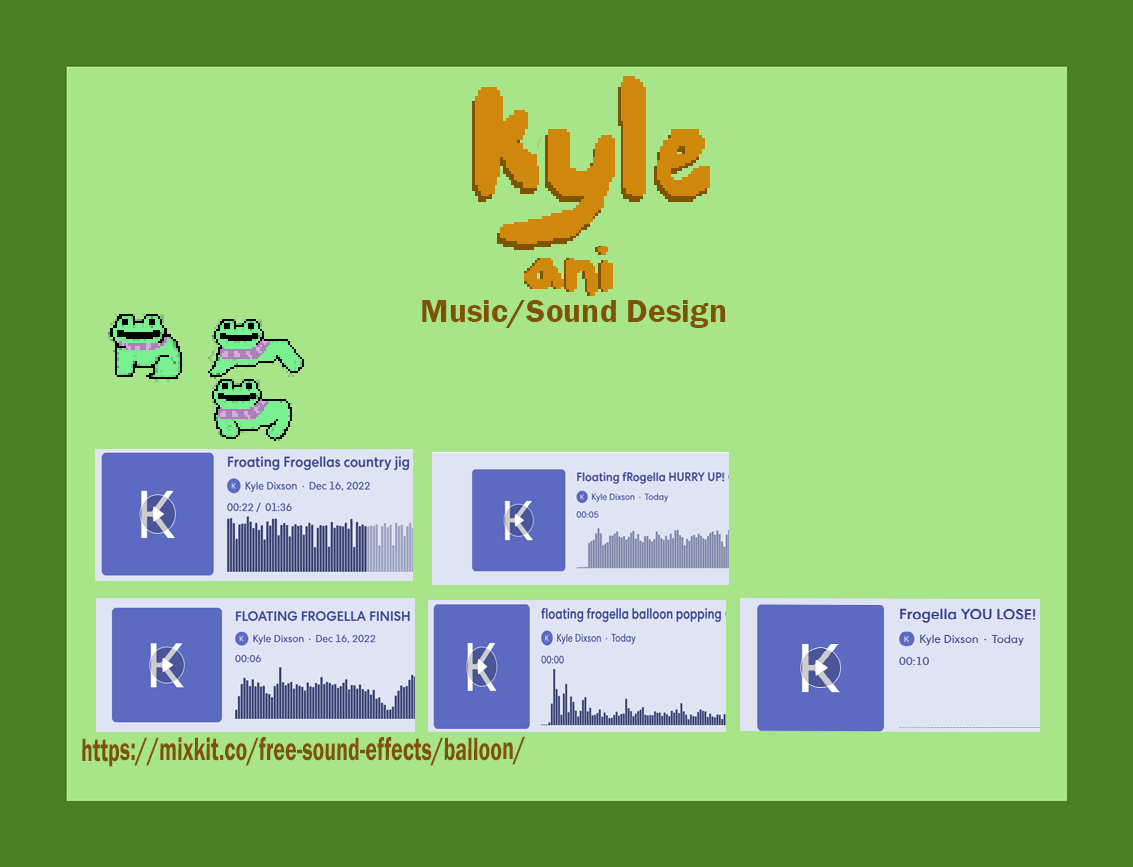 Kyle
ani
Music/Sound Design
K
Froating Frogellas country jig
K Kyle Dixson · Dec 16, 2022
00:22 / 01:36
K
Floating fRogella HURRY UP!
K Kyle Dixson · Today
00:05
K
FLOATING FROGELLA FINISH
K Kyle Dixson · Dec 16, 2022
00:06
K
floating frogella balloon popping
K Kyle Dixson · Today
00:00
K
Frogella YOU LOSE!
K Kyle Dixson · Today
00:10
https://mixkit.co/free-sound-effects/balloon/